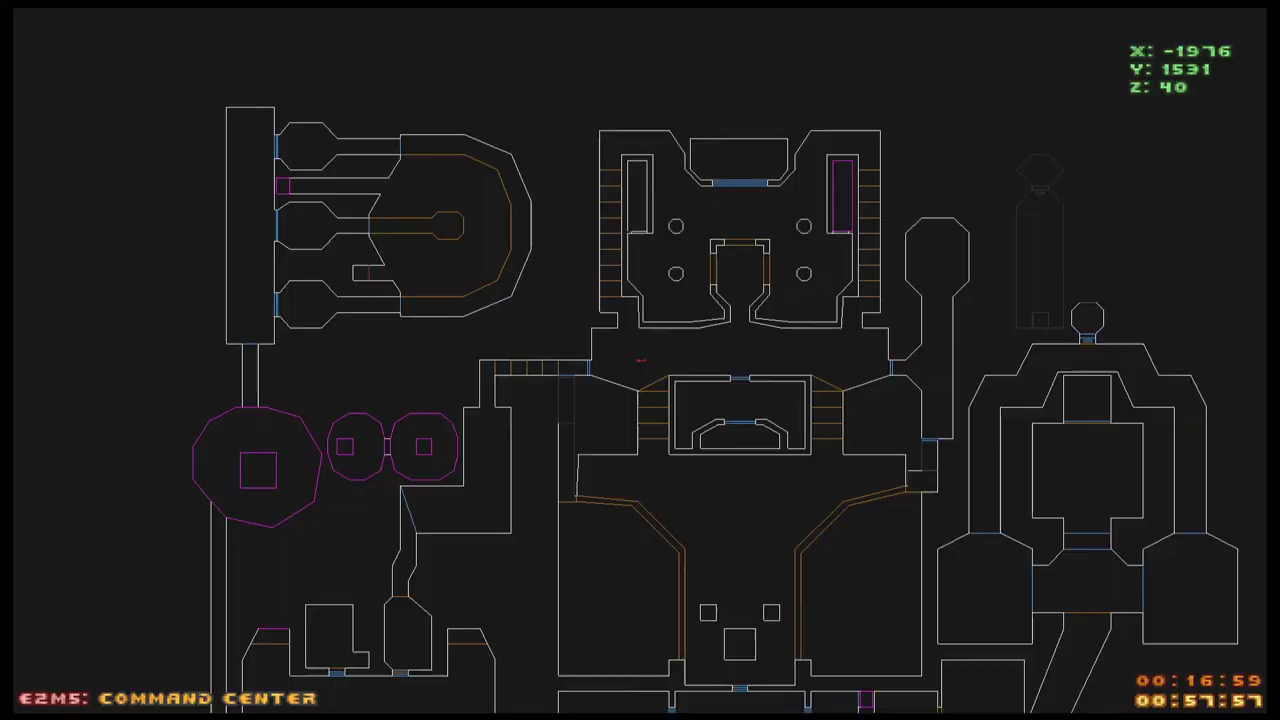 X: -1976
Y: 1531
Z: 40
E2M5: COMMAND CENTER
00:16:59
00:57:57